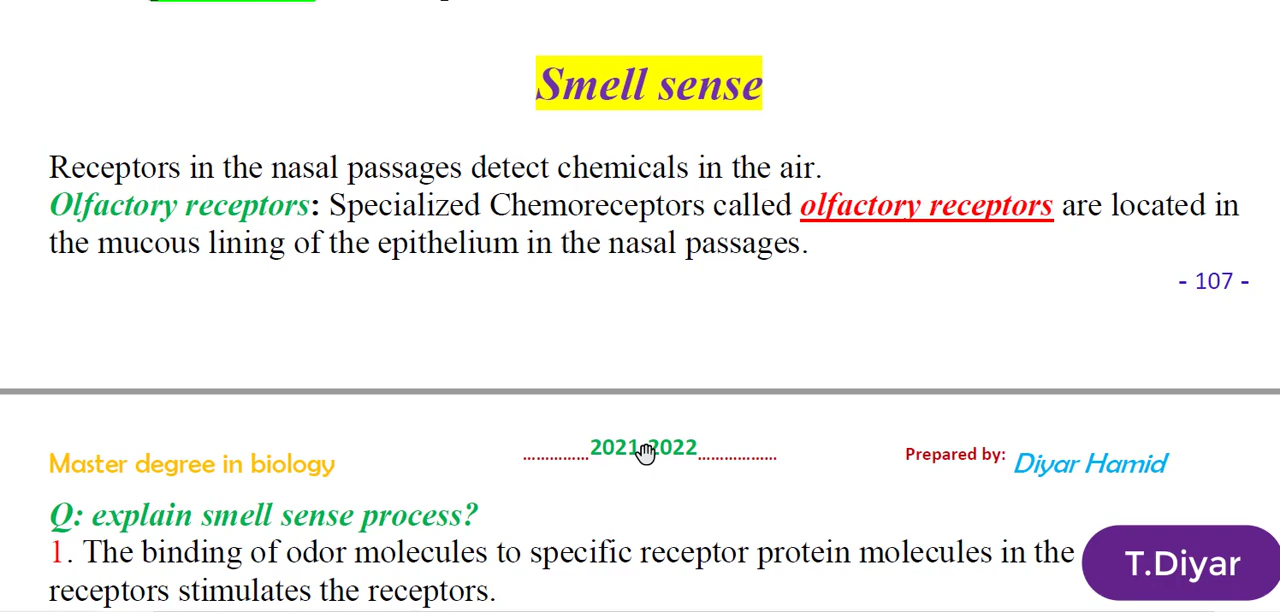 Smell sense
Receptors in the nasal passages detect chemicals in the air.
Olfactory receptors: Specialized Chemoreceptors called olfactory receptors are located in
the mucous lining of the epithelium in the nasal passages.
- 107 -
Master degree in biology ...............2021-2022................. Prepared by: Diyar Hamid
Q: explain smell sense process?
1. The binding of odor molecules to specific receptor protein molecules in the
receptors stimulates the receptors.
T.Diyar